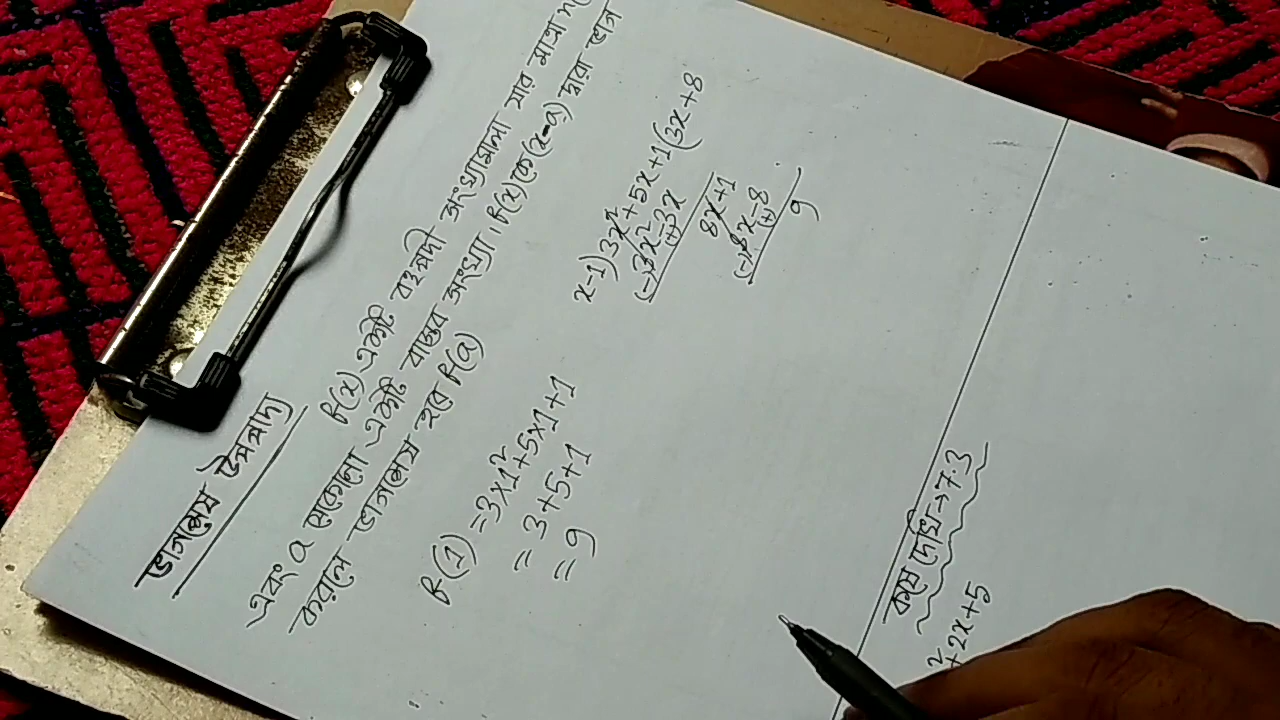 ভাগশেষ উপপাদ্য
f(x) একটি বহুপদী সংখ্যামালা যার মাত্রা n(
এবং a যেকোনো একটি বাস্তব সংখ্যা। f(x) কে (x-a) দ্বারা ভাগ
করলে ভাগশেষ হবে f(a)
f(1) = 3×1²+5×1+1
= 3+5+1
= 9
x-1) 3x²+5x+1 (3x+8
(-)3x²-3x
(+)
8x+1
(-)8x-8
(+)
9
কষে দেখি → 7.3
²+2x+5